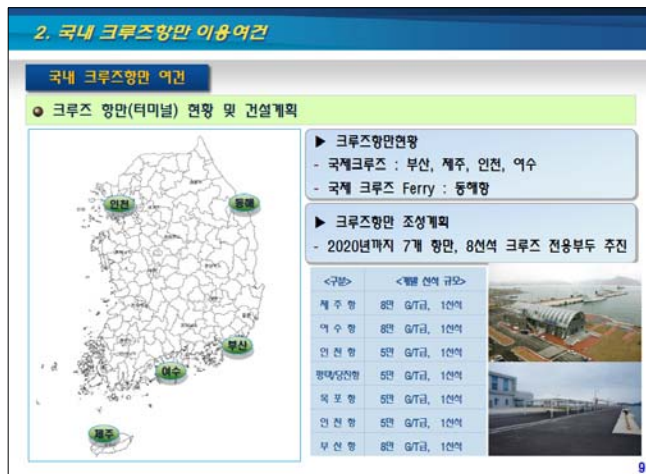 2. 국내 크루즈항만 이용여건
국내 크루즈항만 여건
크루즈 항만(터미널) 현황 및 건설계획
인천
동해
부산
여수
제주
▶ 크루즈항만현황
- 국제크루즈 : 부산, 제주, 인천, 여수
- 국제 크루즈 Ferry : 동해항
▶ 크루즈항만 조성계획
- 2020년까지 7개 항만, 8선석 크루즈 전용부두 추진
<구분> <개발 선석 규모>
제 주 항 8만 G/T급, 1선석
여 수 항 8만 G/T급, 1선석
인 천 항 5만 G/T급, 1선석
평택/당진항 5만 G/T급, 1선석
목 포 항 5만 G/T급, 1선석
인 천 항 5만 G/T급, 1선석
부 산 항 8만 G/T급, 1선석
9